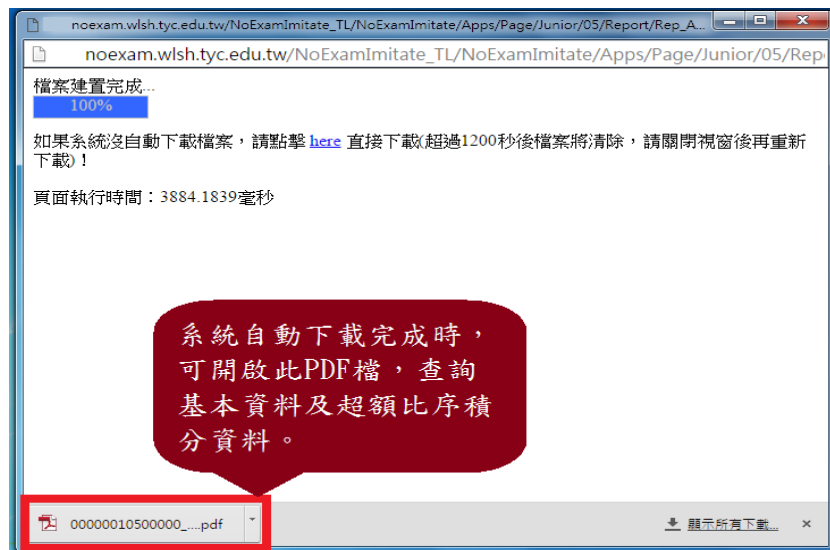 noexam.wlsh.tyc.edu.tw/NoExamImitate_TL/NoExamImitate/Apps/Page/Junior/05/Report/Rep_A...
noexam.wlsh.tyc.edu.tw/NoExamImitate_TL/NoExamImitate/Apps/Page/Junior/05/Rep
檔案建置完成...
100%
如果系統沒自動下載檔案，請點擊 here 直接下載(超過1200秒後檔案將清除，請關閉視窗後再重新
下載)！
頁面執行時間：3884.1839毫秒
系統自動下載完成時，
可開啟此PDF檔，查詢
基本資料及超額比序積
分資料。
00000010500000_....pdf
顯示所有下載...